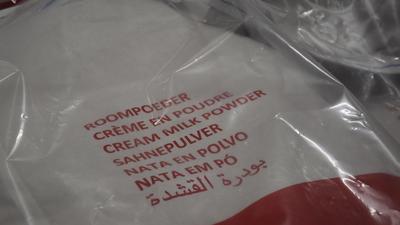 ROOMPOEDER
CRÈME EN POUDRE
CREAM MILK POWDER
SAHNEPULVER
NATA EN POLVO
NATA EM PÓ
بودرة القشدة